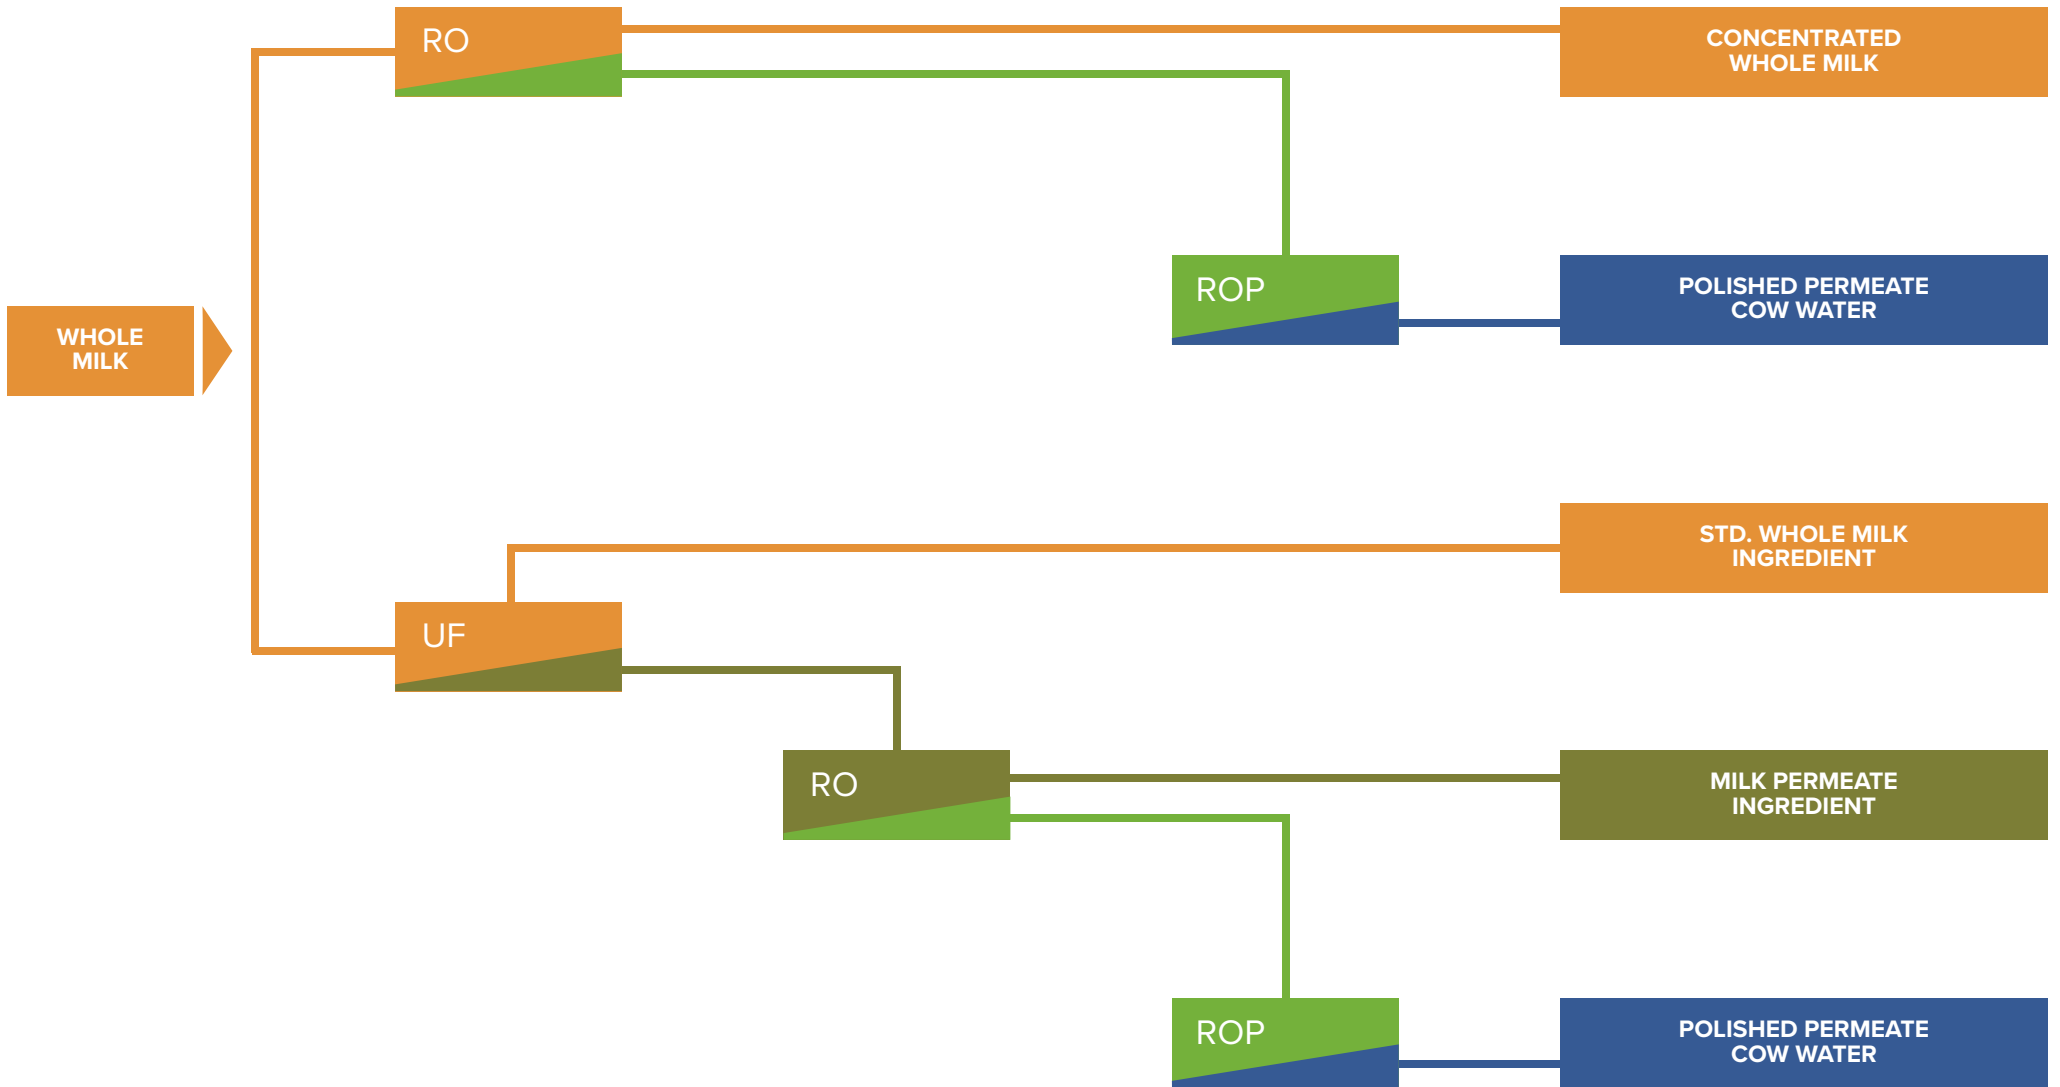 RO
CONCENTRATED
WHOLE MILK
ROP
POLISHED PERMEATE
COW WATER
WHOLE
MILK
STD. WHOLE MILK
INGREDIENT
UF
RO
MILK PERMEATE
INGREDIENT
ROP
POLISHED PERMEATE
COW WATER